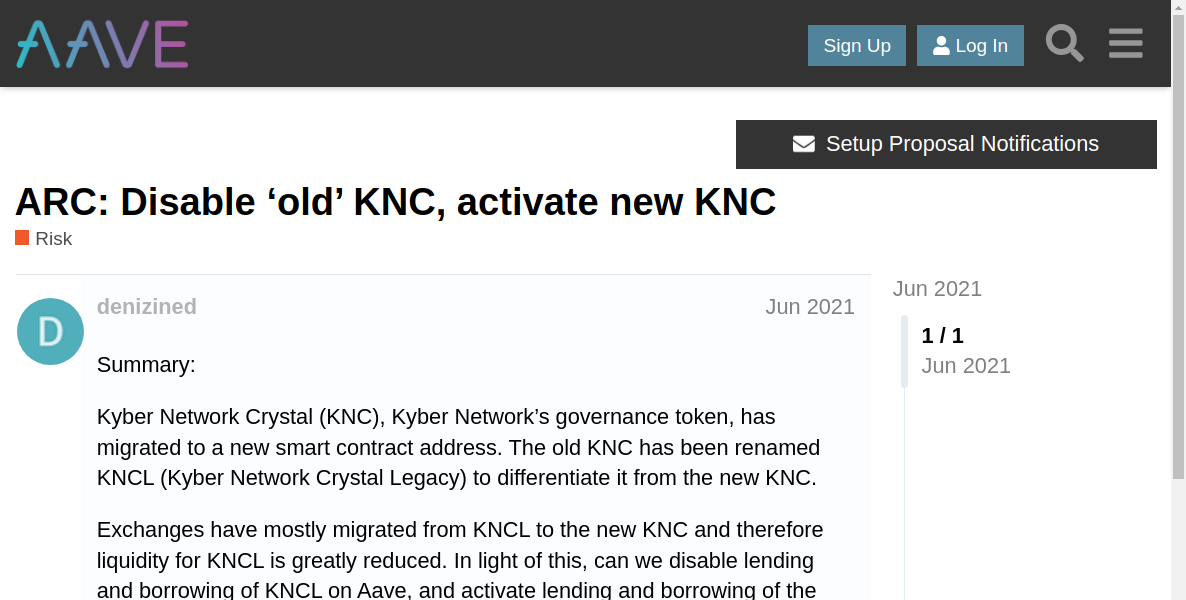 AAVE
Sign Up
Log In
Setup Proposal Notifications
ARC: Disable ‘old’ KNC, activate new KNC
Risk
D
denizined
Jun 2021
Summary:
Kyber Network Crystal (KNC), Kyber Network’s governance token, has
migrated to a new smart contract address. The old KNC has been renamed
KNCL (Kyber Network Crystal Legacy) to differentiate it from the new KNC.
Exchanges have mostly migrated from KNCL to the new KNC and therefore
liquidity for KNCL is greatly reduced. In light of this, can we disable lending
and borrowing of KNCL on Aave, and activate lending and borrowing of the
Jun 2021
1 / 1
Jun 2021